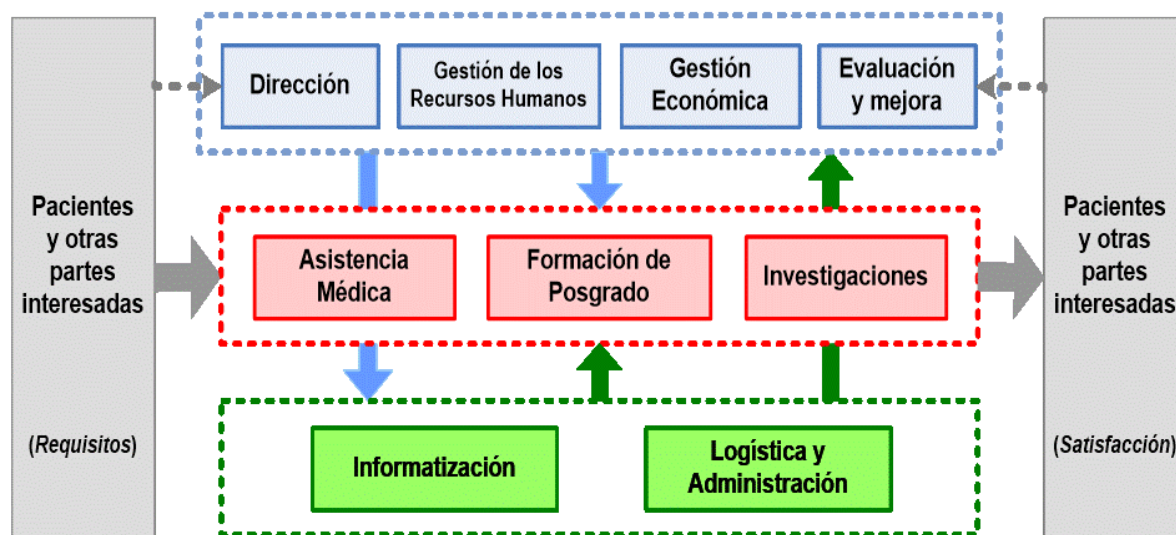 Dirección
Gestión de los
Recursos Humanos
Gestión
Económica
Evaluación
y mejora
Pacientes
y otras
partes
interesadas
(Requisitos)
Asistencia
Médica
Formación de
Posgrado
Investigaciones
Pacientes
y otras
partes
interesadas
(Satisfacción)
Informatización
Logística y
Administración